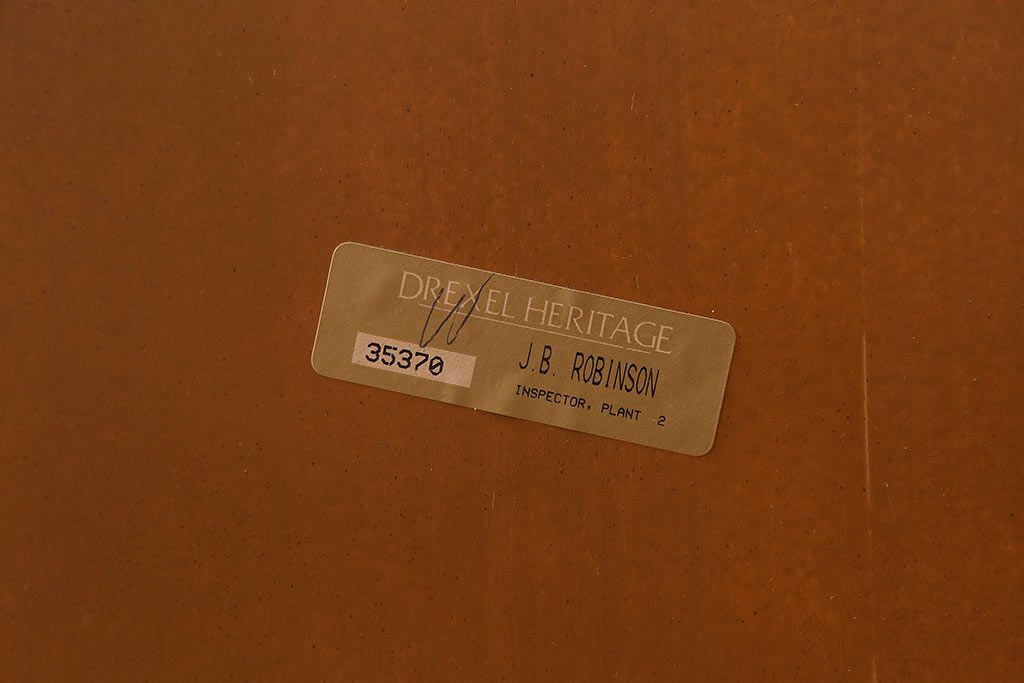 DREXEL HERITAGE
35370
J.B. ROBINSON
INSPECTOR, PLANT 2